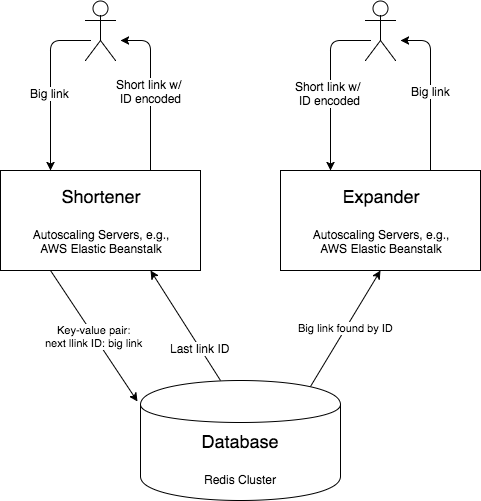 Big link
Short link w/
ID encoded
Short link w/
ID encoded
Big link
Shortener
Autoscaling Servers, e.g.,
AWS Elastic Beanstalk
Expander
Autoscaling Servers, e.g.,
AWS Elastic Beanstalk
Key-value pair:
next llink ID: big link
Last link ID
Big link found by ID
Database
Redis Cluster